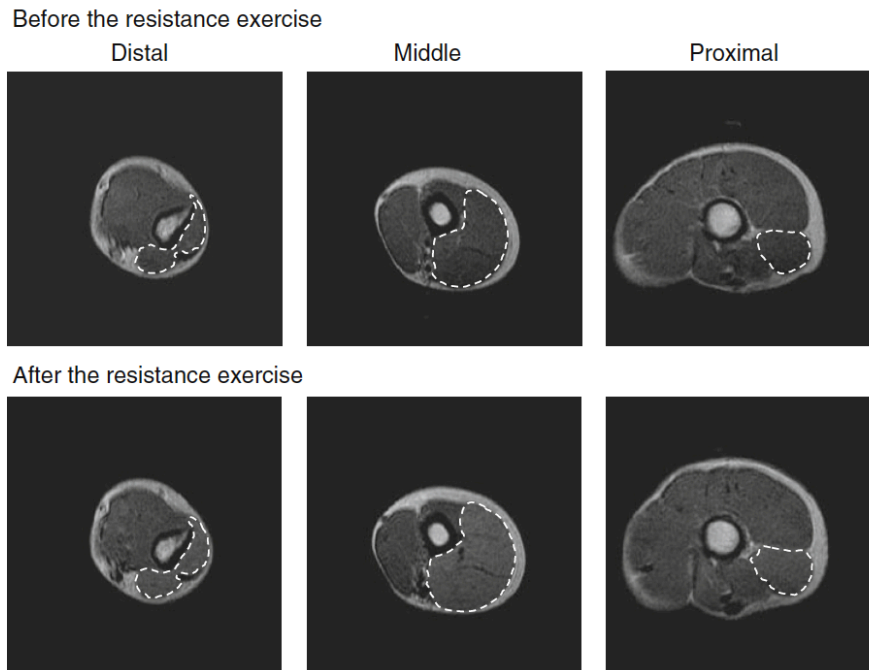 Before the resistance exercise
Distal Middle Proximal
After the resistance exercise